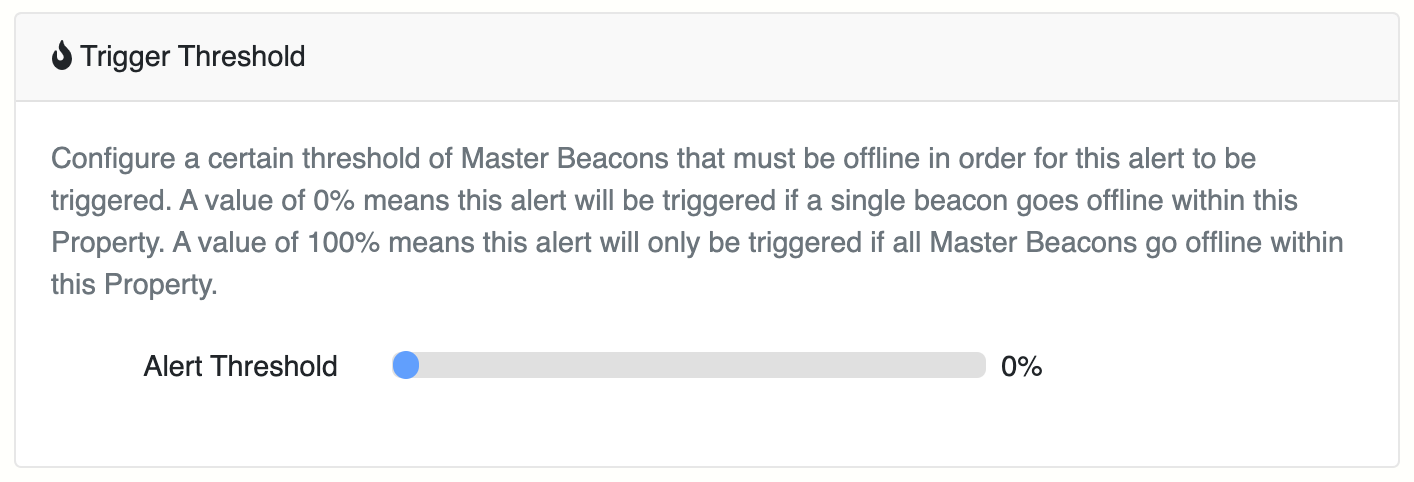 Trigger Threshold
Configure a certain threshold of Master Beacons that must be offline in order for this alert to be
triggered. A value of 0% means this alert will be triggered if a single beacon goes offline within this
Property. A value of 100% means this alert will only be triggered if all Master Beacons go offline within
this Property.
Alert Threshold 0%